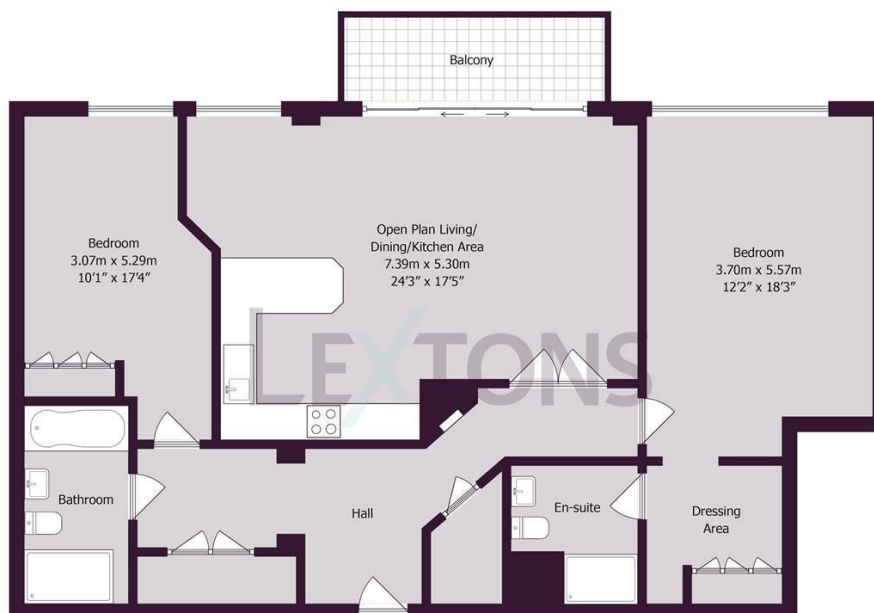 Balcony
Bedroom
3.07m x 5.29m
10'1" x 17'4"
Open Plan Living/
Dining/Kitchen Area
7.39m x 5.30m
24'3" x 17'5"
Bedroom
3.70m x 5.57m
12'2" x 18'3"
LEXTONS
Bathroom
Hall
En-suite
Dressing
Area